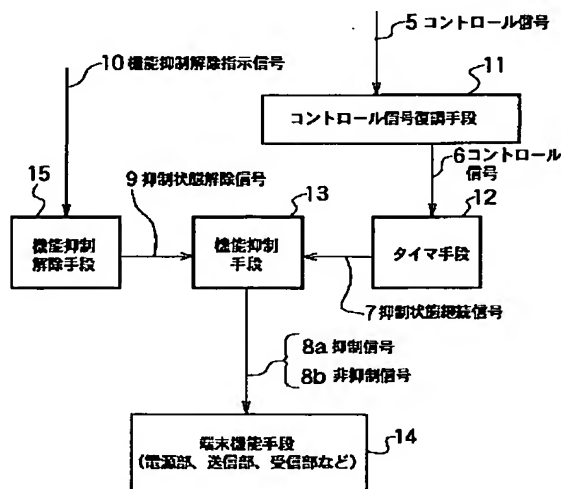 5 コントロール信号
10 機能抑制解除指示信号
11
コントロール信号復調手段
6 コントロール
信号
15
9 抑制状態解除信号
13
12
機能抑制
解除手段
機能抑制
手段
タイマ手段
7 抑制状態継続信号
8a 抑制信号
8b 非抑制信号
端末機能手段
(電源部、送信部、受信部など)
14